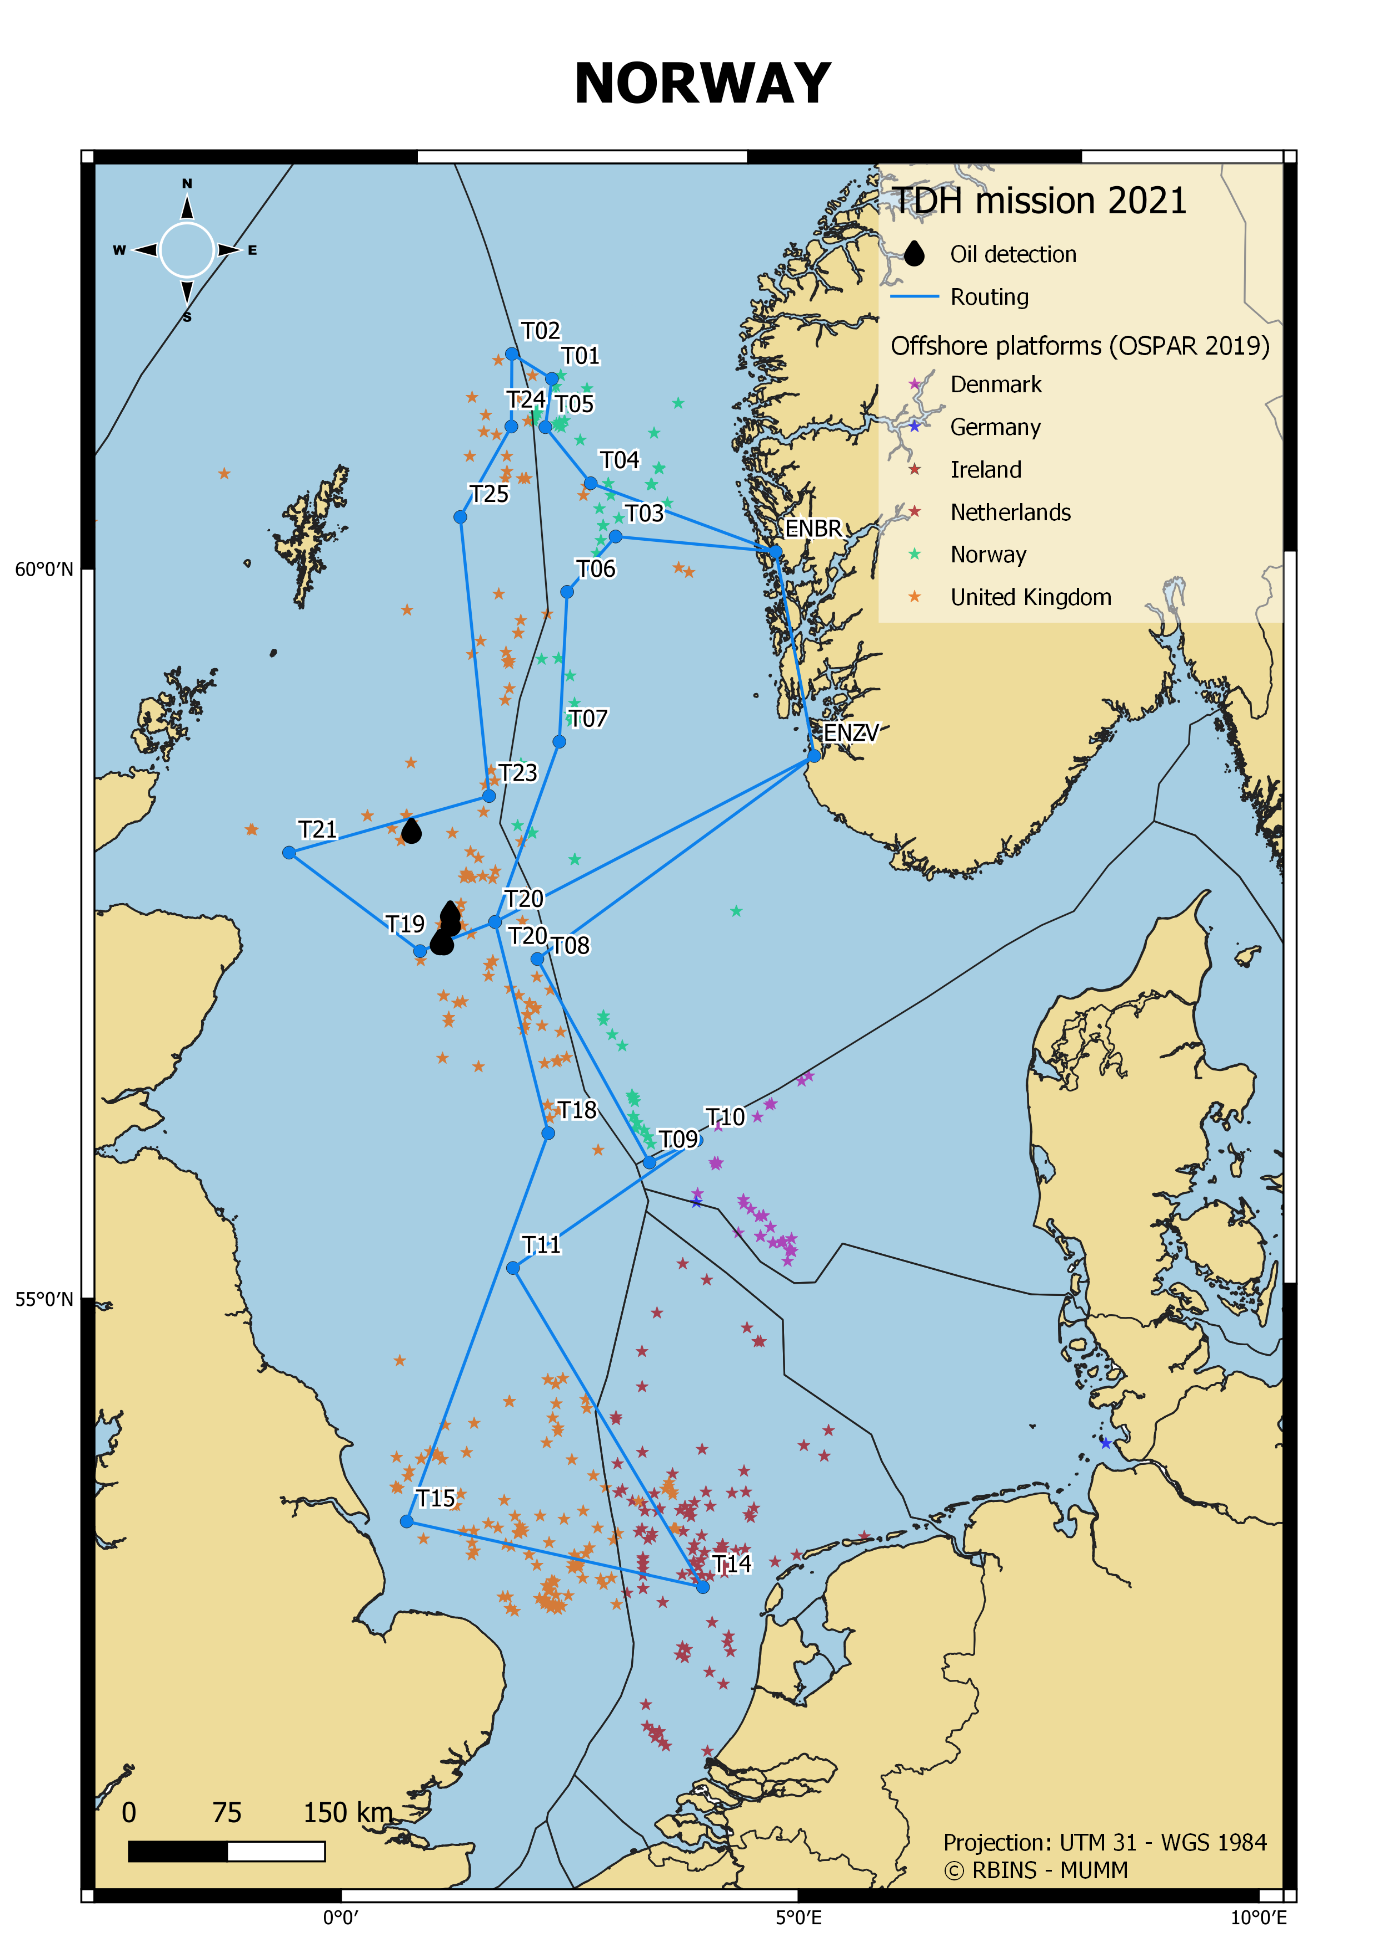 NORWAY
N
W
E
S
TDH mission 2021
Oil detection
Routing
Offshore platforms (OSPAR 2019)
Denmark
Germany
Ireland
Netherlands
Norway
United Kingdom
T02
T01
T24
T05
T04
T25
T03
ENBR
60°0'N
T06
T07
ENZV
T23
T21
T20
T19
T20
T08
T18
T10
T09
T11
55°0'N
T15
T14
0 75 150 km
Projection: UTM 31 - WGS 1984
© RBINS - MUMM
0°0'
5°0'E
10°0'E